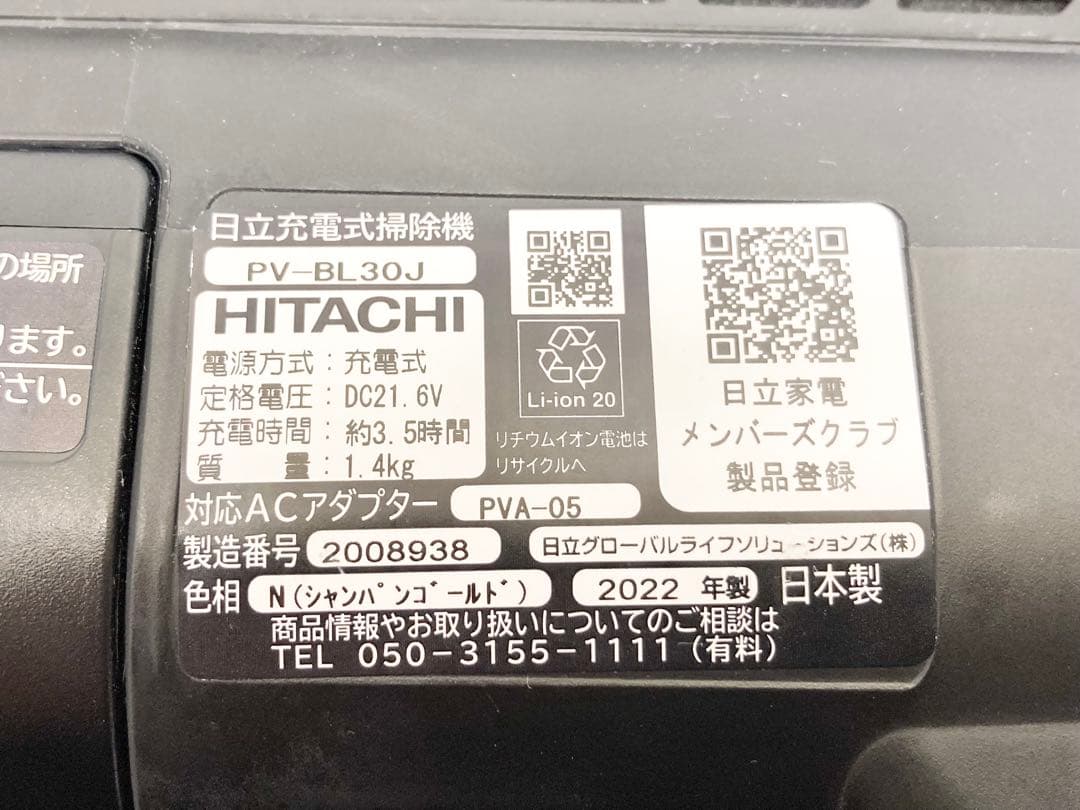 の場所
ります。
ださい。
日立充電式掃除機
PV-BL30J
HITACHI
電源方式：充電式
定格電圧：DC21.6V
充電時間：約3.5時間
質　量：1.4kg
Li-ion 20
リチウムイオン電池は
リサイクルへ
日立家電
メンバーズクラブ
製品登録
対応ACアダプター PVA-05
製造番号 2008938 日立グローバルライフソリューションズ(株)
色相 N(シャンパンゴールド) 2022 年製 日本製
商品情報やお取り扱いについてのご相談は
TEL 050-3155-1111(有料)